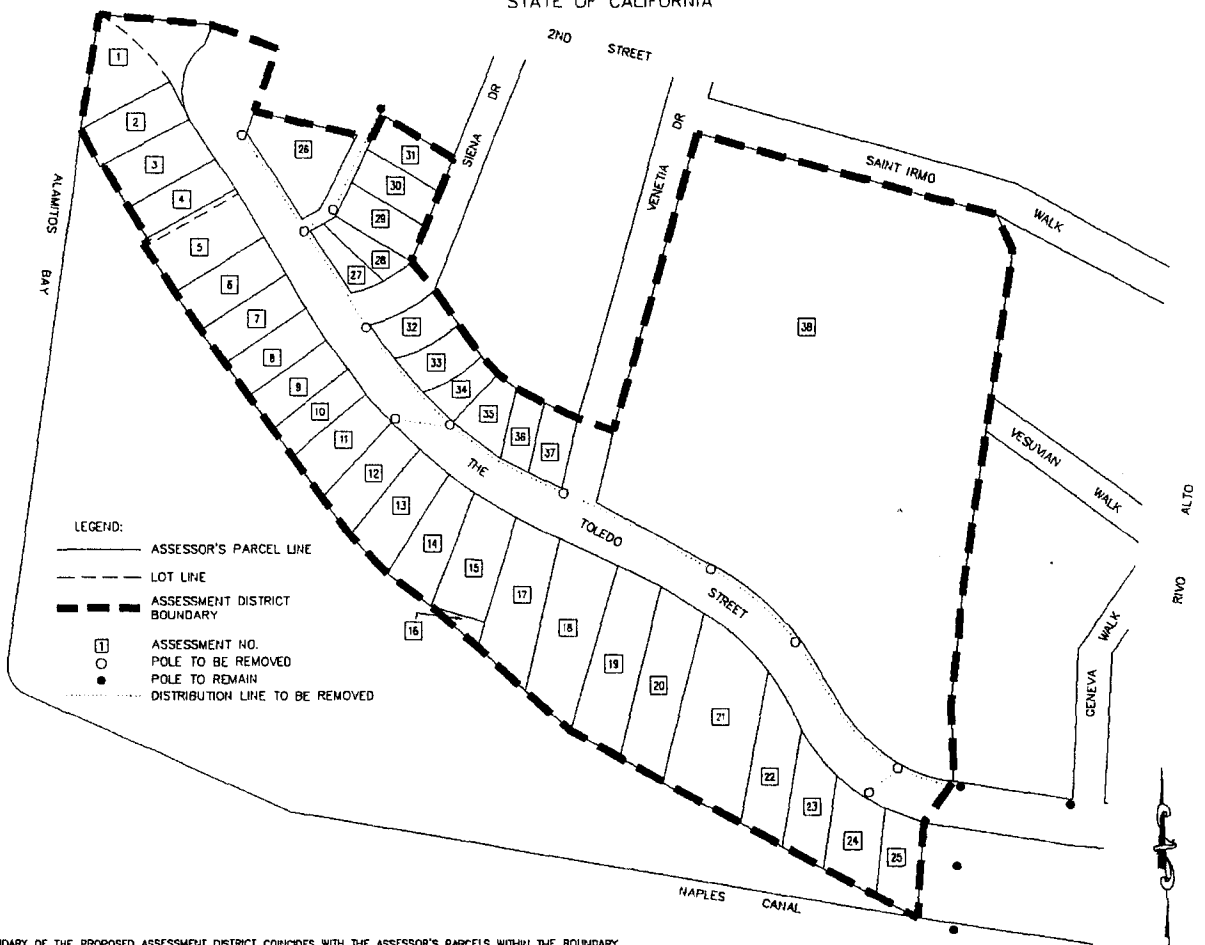 STATE OF CALIFORNIA
2ND STREET
SIENA DR
VENETIA DR
SAINT IRMO
WALK
ALAMITOS BAY
1
2
3
4
5
6
7
8
9
10
11
12
13
14
15
16
17
18
19
20
21
22
23
24
25
26
27
28
29
30
31
32
33
34
35
36
37
38
THE TOLEDO STREET
VESUVIAN WALK
RIVO ALTO
GENEVA WALK
NAPLES CANAL
LEGEND:
ASSESSOR'S PARCEL LINE
LOT LINE
ASSESSMENT DISTRICT
BOUNDARY
1 ASSESSMENT NO.
POLE TO BE REMOVED
POLE TO REMAIN
DISTRIBUTION LINE TO BE REMOVED
NDARY OF THE PROPOSED ASSESSMENT DISTRICT COINCIDES WITH THE ASSESSOR'S PARCELS WITHIN THE BOUNDARY